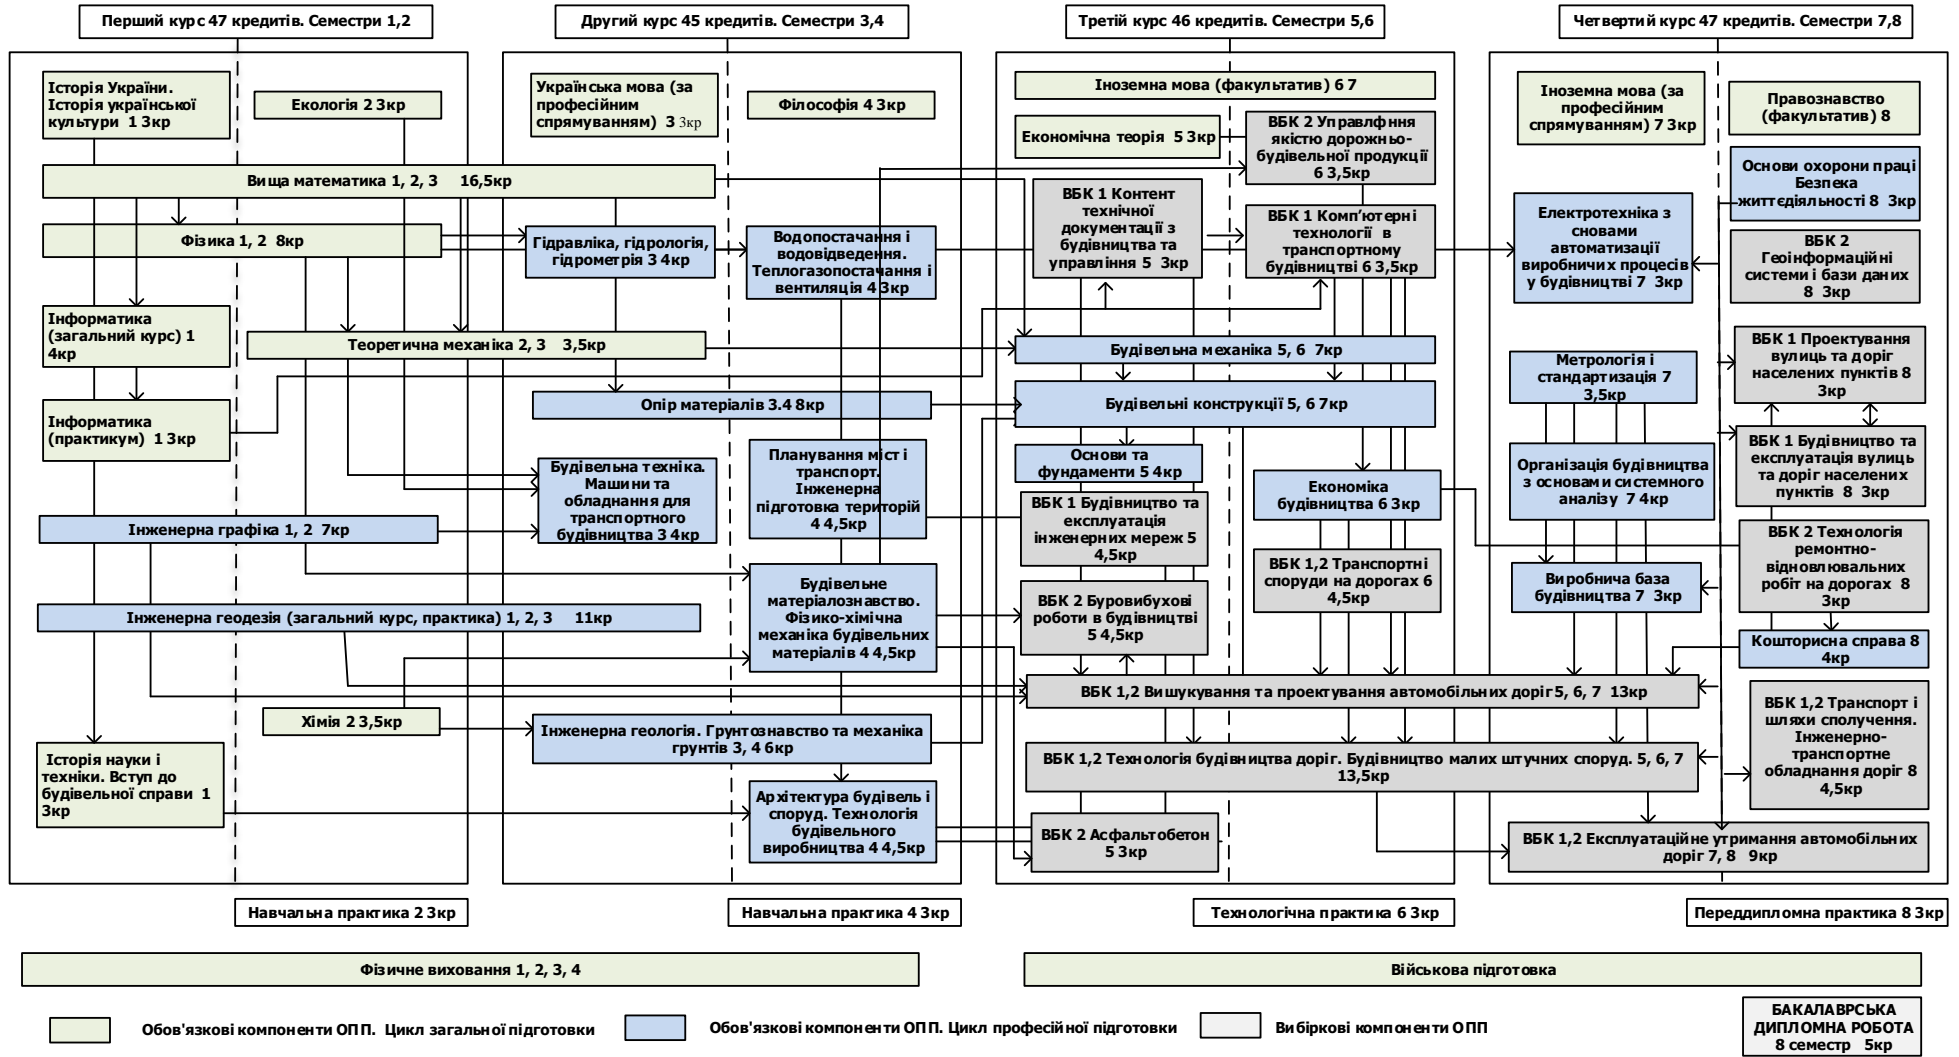 Перший курс 47 кредитів. Семестри 1,2
Другий курс 45 кредитів. Семестри 3,4
Третій курс 46 кредитів. Семестри 5,6
Четвертий курс 47 кредитів. Семестри 7,8
Історія України.
Історія української
культури 1 3кр
Екологія 2 3кр
Вища математика 1, 2, 3 16,5кр
Фізика 1, 2 8кр
Інформатика
(загальний курс) 1
4кр
Теоретична механіка 2, 3 3,5кр
Інформатика
(практикум) 1 3кр
Інженерна графіка 1, 2 7кр
Інженерна геодезія (загальний курс, практика) 1, 2, 3 11кр
Хімія 2 3,5кр
Історія науки і
техніки. Вступ до
будівельної справи 1
3кр
Українська мова (за
професійним
спрямуванням) 3 3кр
Філософія 4 3кр
Гідравліка, гідрологія,
гідрометрія 3 4кр
Водопостачання і
водовідведення.
Теплогазопостачання і
вентиляція 4 3кр
Опір матеріалів 3.4 8кр
Будівельна техніка.
Машини та
обладнання для
транспортного
будівництва 3 4кр
Планування міст і
транспорт.
Інженерна
підготовка територій
4 4,5кр
Будівельне
матеріалознавство.
Фізико-хімічна
механіка будівельних
матеріалів 4 4,5кр
Інженерна геологія. Грунтознавство та механіка
грунтів 3, 4 6кр
Архітектура будівель і
споруд. Технологія
будівельного
виробництва 4 4,5кр
Іноземна мова (факультатив) 6 7
Економічна теорія 5 3кр
ВБК 2 Управлфння
якістю дорожньо-
будівельної продукції
6 3,5кр
ВБК 1 Контент
технічної
документації з
будівництва та
управління 5 3кр
ВБК 1 Комп’ютерні
технології в
транспортному
будівництві 6 3,5кр
Будівельна механіка 5, 6 7кр
Будівельні конструкції 5, 6 7кр
Основи та
фундаменти 5 4кр
Економіка
будівництва 6 3кр
ВБК 1 Будівництво та
експлуатація
інженерних мереж 5
4,5кр
ВБК 1,2 Транспортні
споруди на дорогах 6
4,5кр
ВБК 2 Буровибухові
роботи в будівництві
5 4,5кр
ВБК 1,2 Вишукування та проектування автомобільних доріг 5, 6, 7 13кр
ВБК 1,2 Технологія будівництва доріг. Будівництво малих штучних споруд. 5, 6, 7
13,5кр
ВБК 2 Асфальтобетон
5 3кр
Іноземна мова (за
професійним
спрямуванням) 7 3кр
Правознавство
(факультатив) 8
Основи охорони праці
Безпека
життєдіяльності 8 3кр
Електротехніка з
сновами
автоматизації
виробничих процесів
у будівництві 7 3кр
ВБК 2
Геоінформаційні
системи і бази даних
8 3кр
Метрологія і
стандартизація 7
3,5кр
ВБК 1 Проектування
вулиць та доріг
населених пунктів 8
3кр
Організація будівництва
з основами системного
аналізу 7 4кр
ВБК 1 Будівництво та
експлуатація вулиць
та доріг населених
пунктів 8 3кр
ВБК 2 Технологія
ремонтно-
відновлювальних
робіт на дорогах 8
3кр
Виробнича база
будівництва 7 3кр
Кошторисна справа 8
4кр
ВБК 1,2 Транспорт і
шляхи сполучення.
Інженерно-
транспортне
обладнання доріг 8
4,5кр
ВБК 1,2 Експлуатаційне утримання автомобільних
доріг 7, 8 9кр
Навчальна практика 2 3кр
Навчальна практика 4 3кр
Технологічна практика 6 3кр
Переддипломна практика 8 3кр
Фізичне виховання 1, 2, 3, 4
Військова підготовка
Обов'язкові компоненти ОПП. Цикл загальної підготовки
Обов'язкові компоненти ОПП. Цикл професійної підготовки
Вибіркові компоненти ОПП
БАКАЛАВРСЬКА
ДИПЛОМНА РОБОТА
8 семестр 5кр